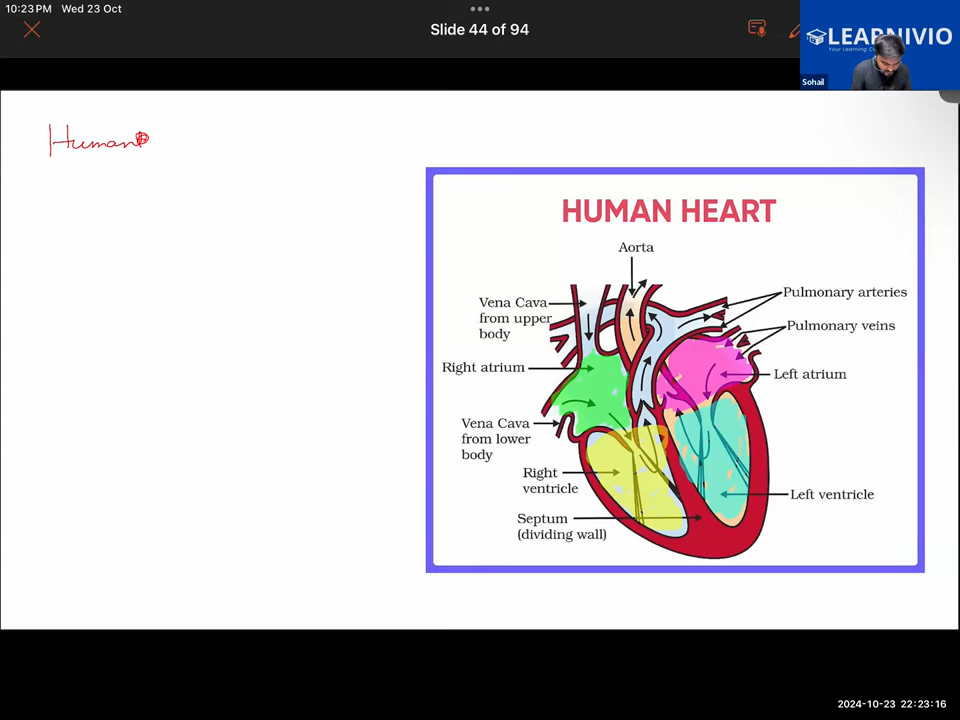 10:23 PM Wed 23 Oct
Slide 44 of 94
LEARNIVIO
Sohail
Human
HUMAN HEART
Aorta
Vena Cava
from upper
body
Pulmonary arteries
Pulmonary veins
Right atrium
Left atrium
Vena Cava
from lower
body
Right
ventricle
Left ventricle
Septum
(dividing wall)
2024-10-23 22:23:16